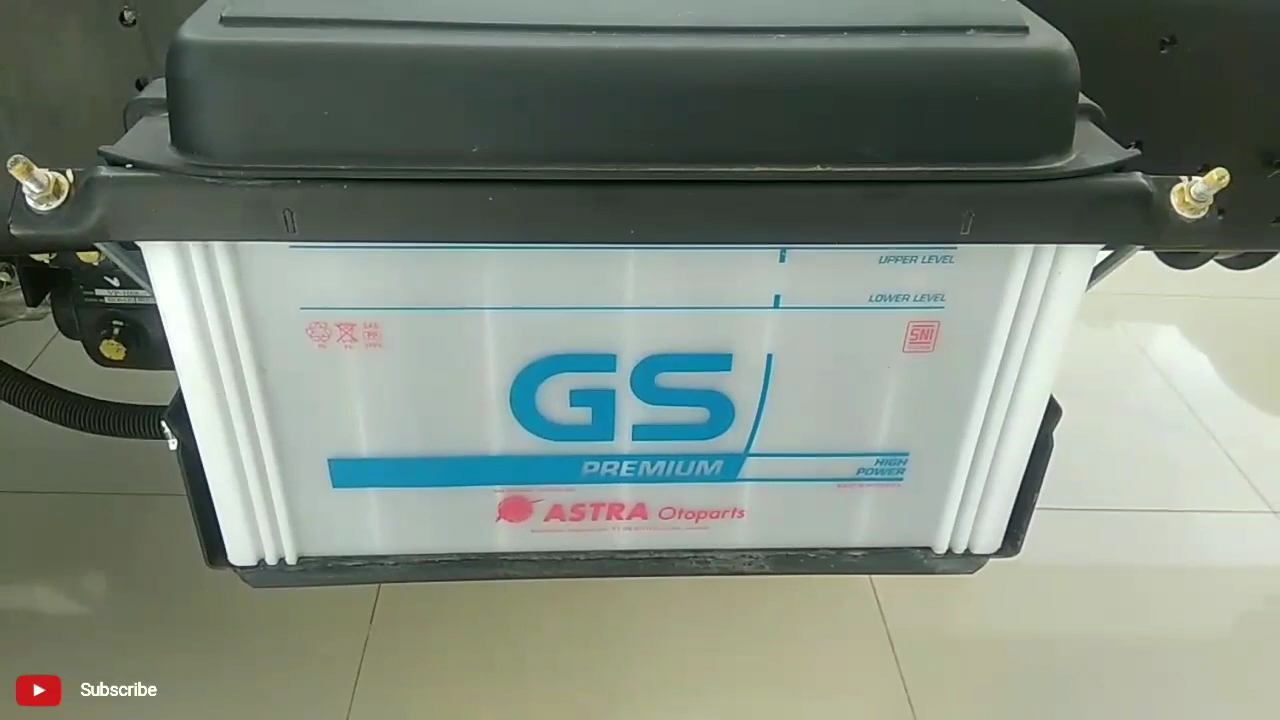 UPPER LEVEL
LOWER LEVEL
SNI
GS
PREMIUM
HIGH
POWER
ASTRA Otoparts
Subscribe